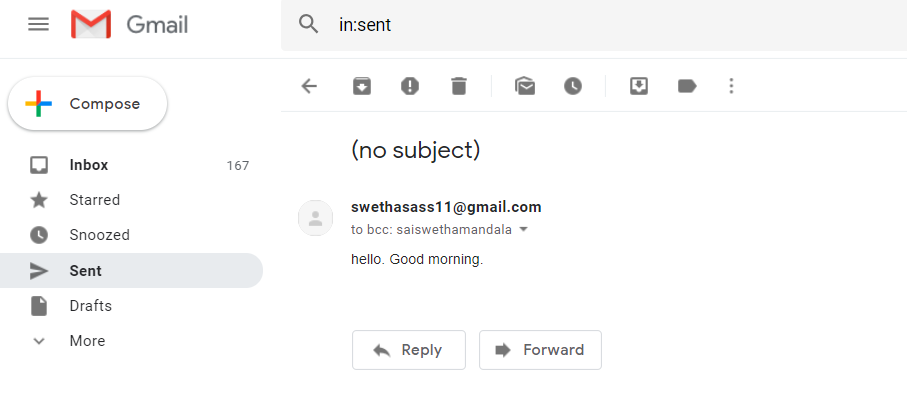 Gmail
in:sent
Compose
Inbox 167
Starred
Snoozed
Sent
Drafts
More
(no subject)
swethasass11@gmail.com
to bcc: saiswethamandala
hello. Good morning.
Reply Forward